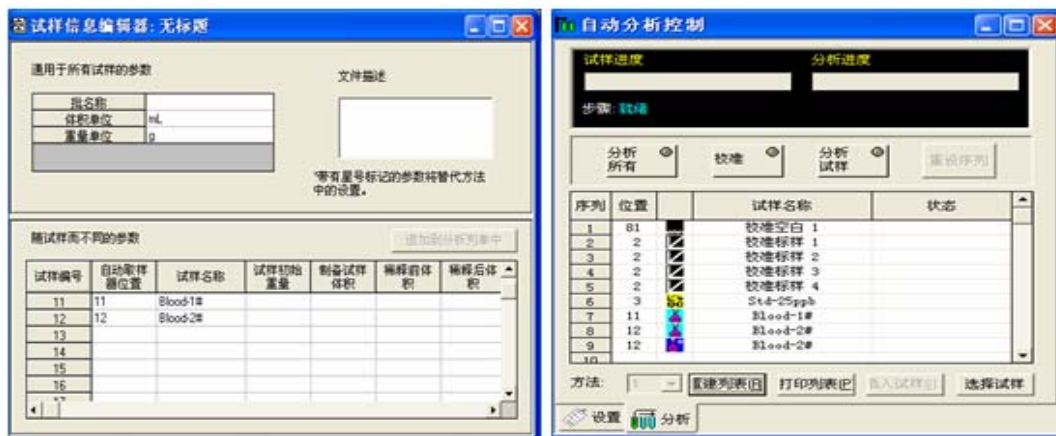 试样信息编辑器: 无标题
适用于所有试样的参数
文件描述
批名称
体积单位 mL
重量单位 g
*带有星号标记的参数将替代方法
中的设置。
随试样而不同的参数
追加到分析列单中
试样编号 自动取样器位置 试样名称 试样初始重量 制备试样体积 稀释前体积 稀释后体积
11 11 Blood-1#
12 12 Blood-2#
13
14
15
16
17
自动分析控制
试样进度 分析进度
步骤: 就绪
分析所有 校准 分析试样 重设序列
序列 位置 试样名称 状态
1 81 校准空白 1
2 2 校准标样 1
3 2 校准标样 2
4 2 校准标样 3
5 2 校准标样 4
6 3 Std-25ppb
7 11 Blood-1#
8 12 Blood-2#
9 12 Blood-2#
10
方法: 1 重建列表(R) 打印列表(P) 选择试样
设置 分析